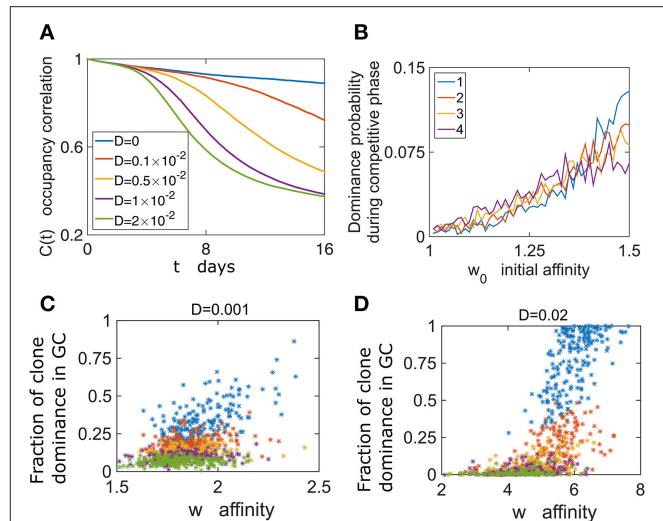 A
C(t) occupancy correlation
1
0.6
0.2
0
8
16
t days
D=0
D=0.1×10-2
D=0.5×10-2
D=1×10-2
D=2×10-2
B
Dominance probability
during competitive phase
0.15
0.075
0
1
1.25
1.5
w0 initial affinity
1
2
3
4
C
D=0.001
Fraction of clone
dominance in GC
1
0.75
0.5
0.25
0
1.5
2
2.5
w affinity
D
D=0.02
Fraction of clone
dominance in GC
1
0.75
0.5
0.25
0
2
4
6
8
w affinity